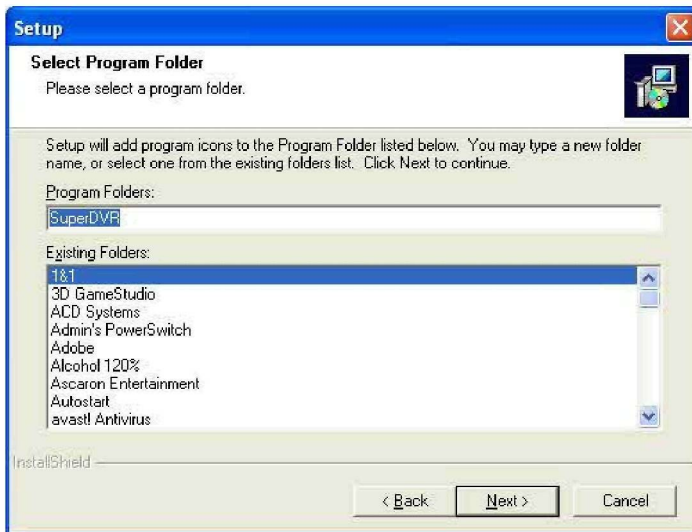 Setup
Select Program Folder
Please select a program folder.
Setup will add program icons to the Program Folder listed below. You may type a new folder
name, or select one from the existing folders list. Click Next to continue.
Program Folders:
SuperDVR
Existing Folders:
1&1
3D GameStudio
ACD Systems
Admin's PowerSwitch
Adobe
Alcohol 120%
Ascaron Entertainment
Autostart
avast! Antivirus
InstallShield
< Back
Next >
Cancel